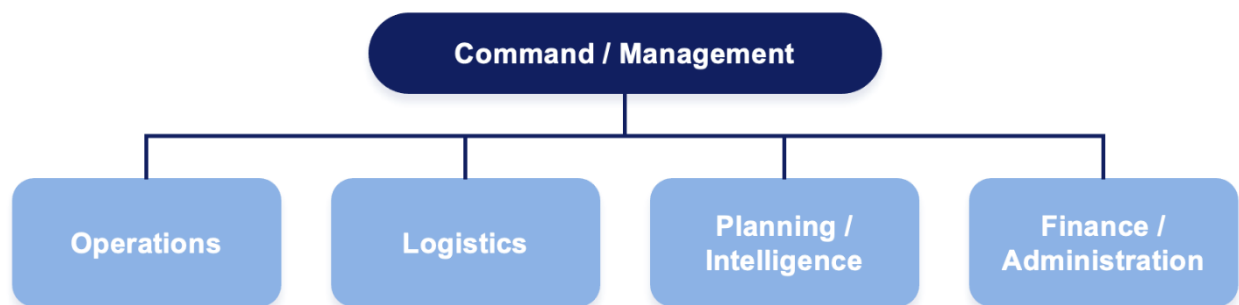 Command / Management
Operations
Logistics
Planning /
Intelligence
Finance /
Administration